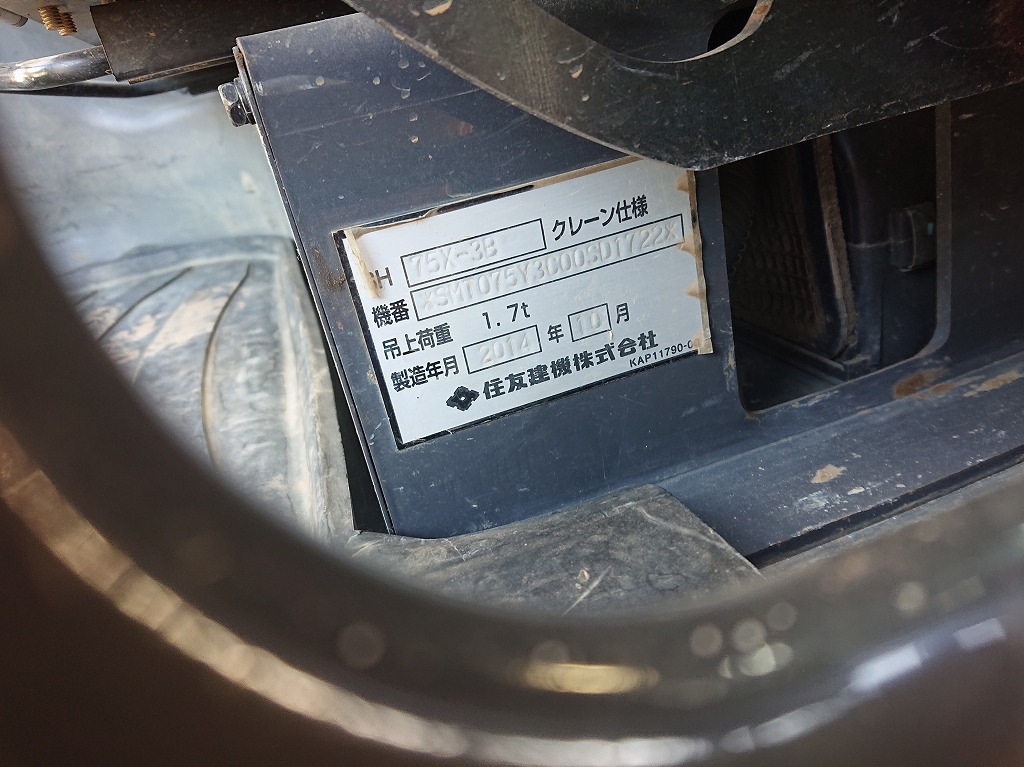 SH 75X-3B クレーン仕様
機番 *SMT075Y3C00SD1722*
吊上荷重 1.7t
製造年月 2014 年 10 月
住友建機株式会社
KAP11790-0